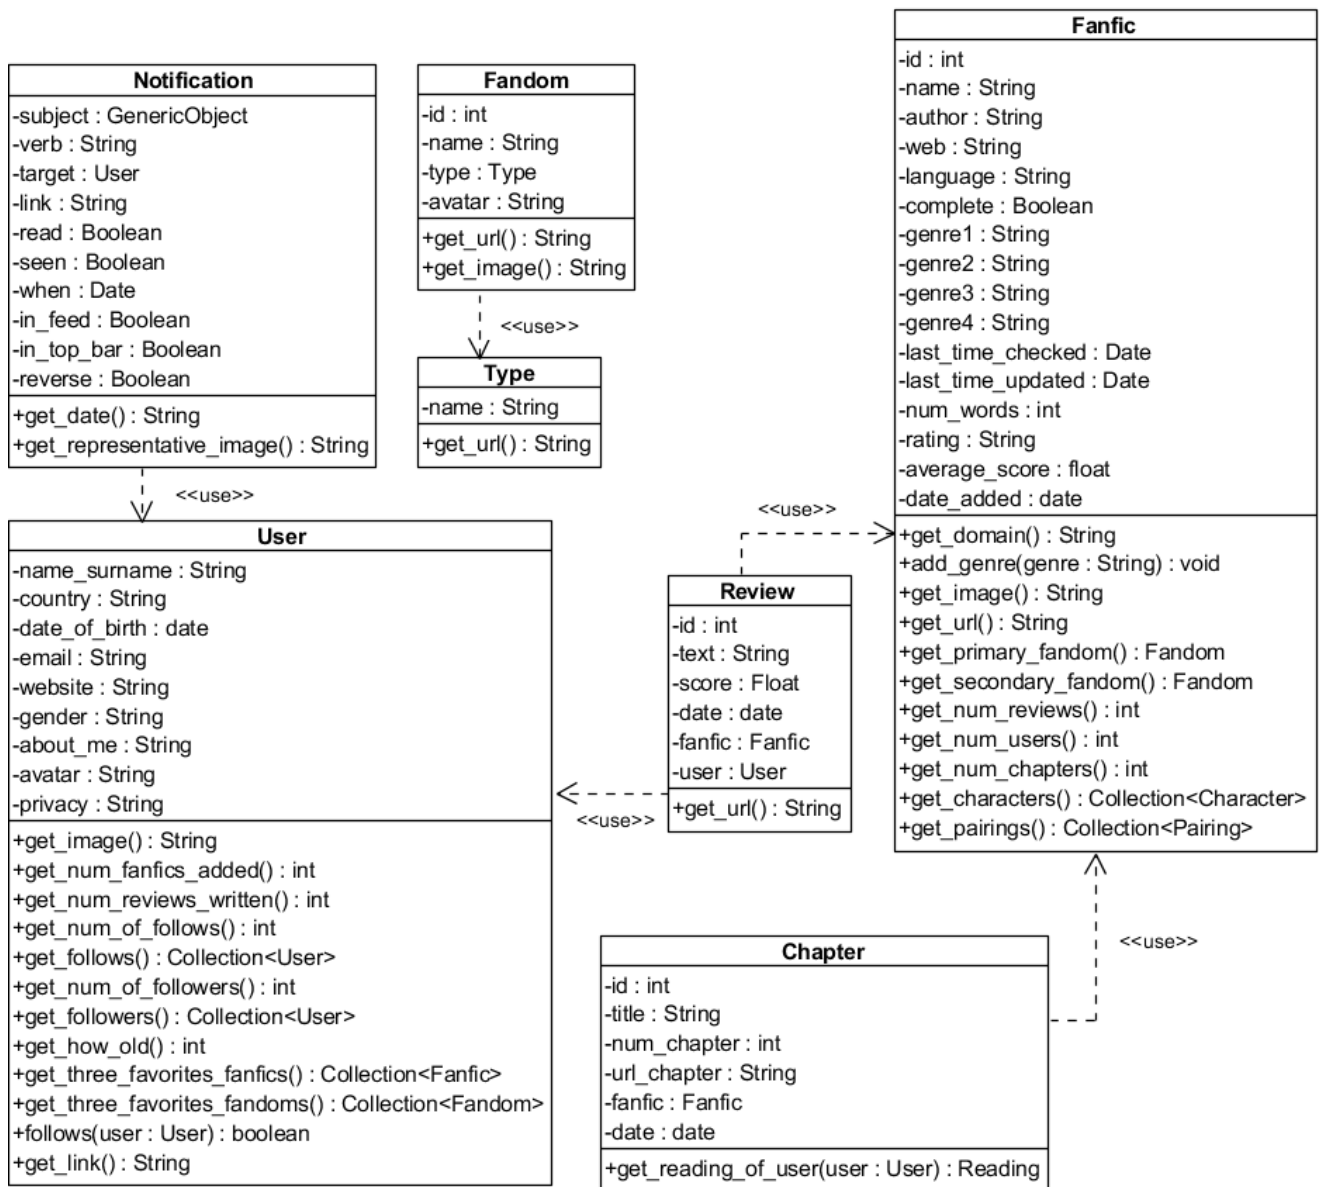 Notification
-subject : GenericObject
-verb : String
-target : User
-link : String
-read : Boolean
-seen : Boolean
-when : Date
-in_feed : Boolean
-in_top_bar : Boolean
-reverse : Boolean
+get_date() : String
+get_representative_image() : String
<<use>>
Fandom
-id : int
-name : String
-type : Type
-avatar : String
+get_url() : String
+get_image() : String
<<use>>
Type
-name : String
+get_url() : String
User
-name_surname : String
-country : String
-date_of_birth : date
-email : String
-website : String
-gender : String
-about_me : String
-avatar : String
-privacy : String
+get_image() : String
+get_num_fanfics_added() : int
+get_num_reviews_written() : int
+get_num_of_follows() : int
+get_follows() : Collection<User>
+get_num_of_followers() : int
+get_followers() : Collection<User>
+get_how_old() : int
+get_three_favorites_fanfics() : Collection<Fanfic>
+get_three_favorites_fandoms() : Collection<Fandom>
+follows(user : User) : boolean
+get_link() : String
<<use>>
Review
-id : int
-text : String
-score : Float
-date : date
-fanfic : Fanfic
-user : User
+get_url() : String
<<use>>
Fanfic
-id : int
-name : String
-author : String
-web : String
-language : String
-complete : Boolean
-genre1 : String
-genre2 : String
-genre3 : String
-genre4 : String
-last_time_checked : Date
-last_time_updated : Date
-num_words : int
-rating : String
-average_score : float
-date_added : date
+get_domain() : String
+add_genre(genre : String) : void
+get_image() : String
+get_url() : String
+get_primary_fandom() : Fandom
+get_secondary_fandom() : Fandom
+get_num_reviews() : int
+get_num_users() : int
+get_num_chapters() : int
+get_characters() : Collection<Character>
+get_pairings() : Collection<Pairing>
<<use>>
Chapter
-id : int
-title : String
-num_chapter : int
-url_chapter : String
-fanfic : Fanfic
-date : date
+get_reading_of_user(user : User) : Reading